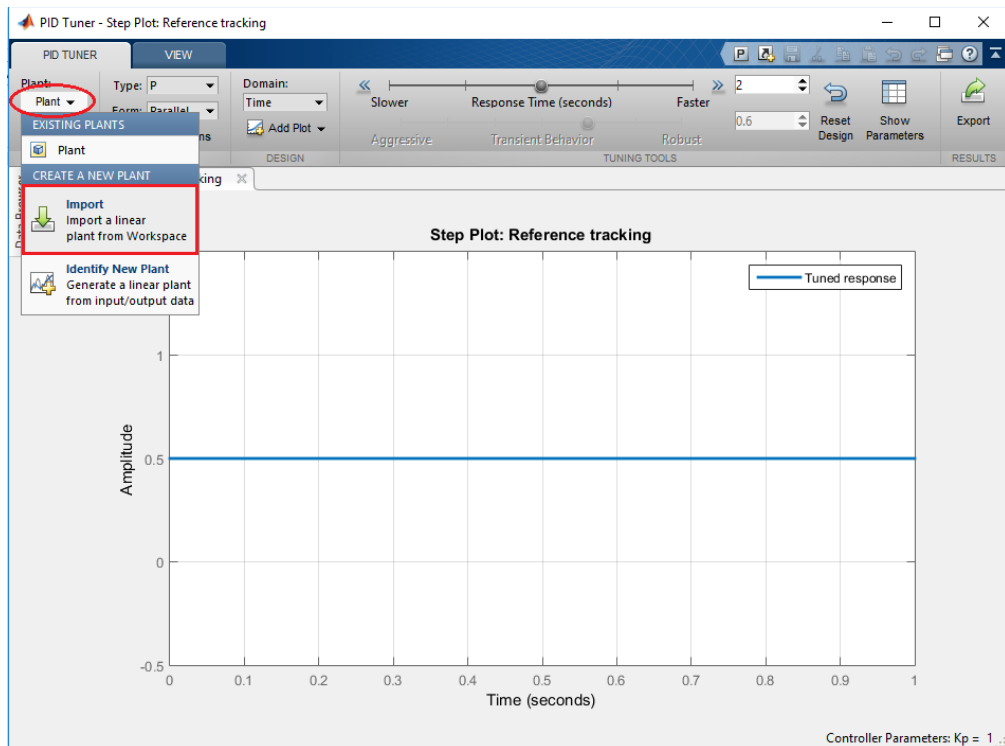 PID Tuner - Step Plot: Reference tracking
PID TUNER
VIEW
Plant:
Plant
Type: P
Form: Parallel
ns
EXISTING PLANTS
Plant
CREATE A NEW PLANT
Import
Import a linear
plant from Workspace
Identify New Plant
Generate a linear plant
from input/output data
Domain:
Time
Add Plot
DESIGN
Slower
Response Time (seconds)
Faster
2
Aggressive
Transient Behavior
Robust
0.6
TUNING TOOLS
Reset
Design
Show
Parameters
Export
RESULTS
king
Step Plot: Reference tracking
Tuned response
Amplitude
1
0.5
0
-0.5
0 0.1 0.2 0.3 0.4 0.5 0.6 0.7 0.8 0.9 1
Time (seconds)
Controller Parameters: Kp = 1